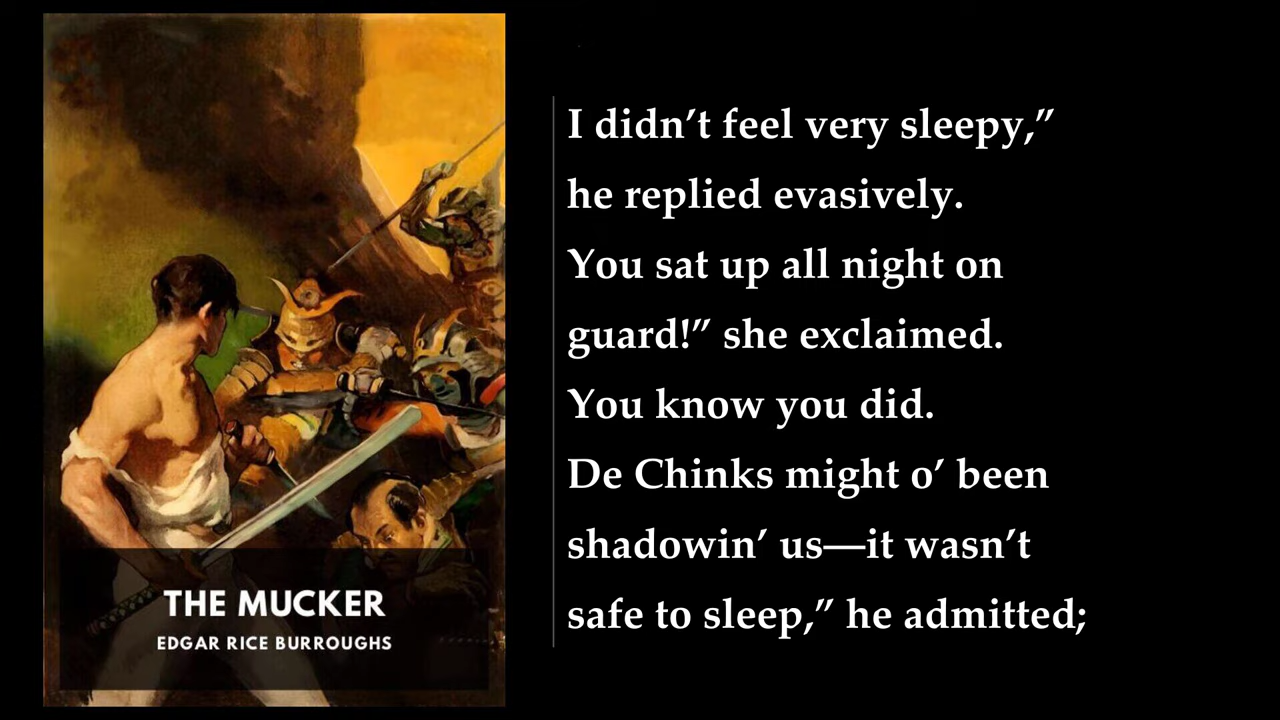 THE MUCKER
EDGAR RICE BURROUGHS
I didn’t feel very sleepy,”
he replied evasively.
You sat up all night on
guard!” she exclaimed.
You know you did.
De Chinks might o’ been
shadowin’ us—it wasn’t
safe to sleep,” he admitted;